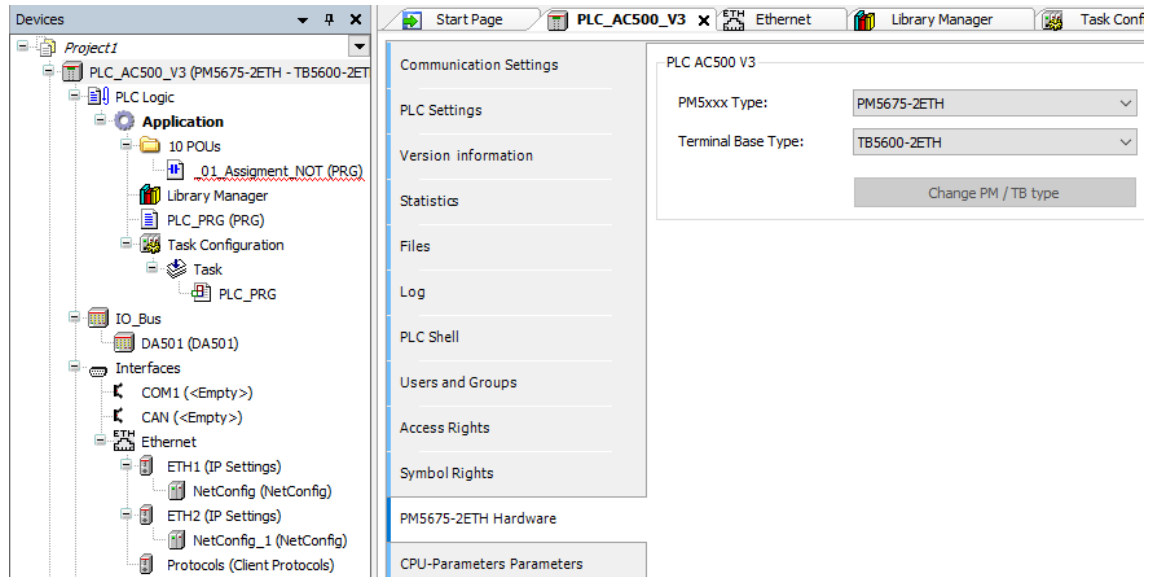 Devices
Project1
PLC_AC500_V3 (PM5675-2ETH - TB5600-2ET
PLC Logic
Application
10 POUs
_01_Assigment_NOT (PRG)
Library Manager
PLC_PRG (PRG)
Task Configuration
Task
PLC_PRG
IO_Bus
DA501 (DA501)
Interfaces
COM1 (<Empty>)
CAN (<Empty>)
ETH Ethernet
ETH1 (IP Settings)
NetConfig (NetConfig)
ETH2 (IP Settings)
NetConfig_1 (NetConfig)
Protocols (Client Protocols)
Start Page PLC_AC500_V3 ETH Ethernet Library Manager Task Conf
Communication Settings
PLC Settings
Version information
Statistics
Files
Log
PLC Shell
Users and Groups
Access Rights
Symbol Rights
PM5675-2ETH Hardware
CPU-Parameters Parameters
PLC AC500 V3
PM5xxx Type: PM5675-2ETH
Terminal Base Type: TB5600-2ETH
Change PM / TB type